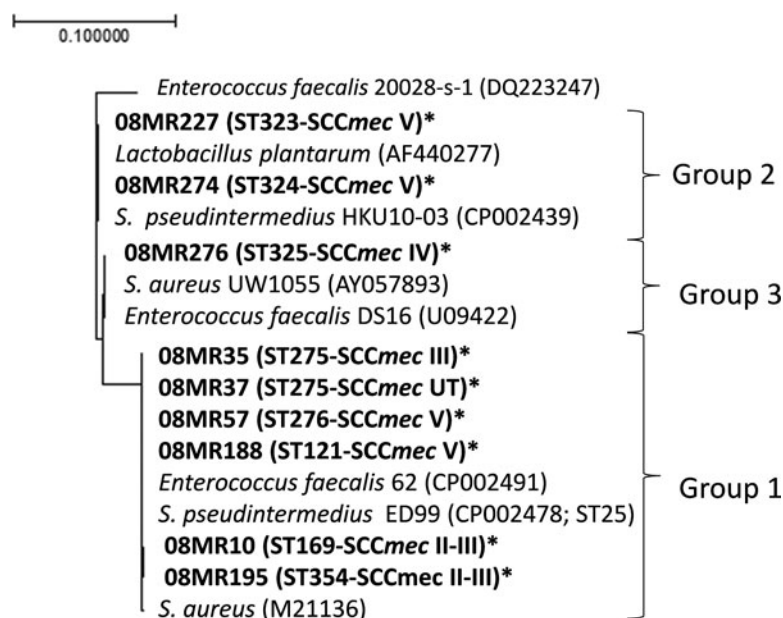 0.100000
Enterococcus faecalis 20028-s-1 (DQ223247)
08MR227 (ST323-SCCmec V)*
Lactobacillus plantarum (AF440277)
08MR274 (ST324-SCCmec V)*
S. pseudintermedius HKU10-03 (CP002439)
Group 2
08MR276 (ST325-SCCmec IV)*
S. aureus UW1055 (AY057893)
Enterococcus faecalis DS16 (U09422)
Group 3
08MR35 (ST275-SCCmec III)*
08MR37 (ST275-SCCmec UT)*
08MR57 (ST276-SCCmec V)*
08MR188 (ST121-SCCmec V)*
Enterococcus faecalis 62 (CP002491)
S. pseudintermedius ED99 (CP002478; ST25)
08MR10 (ST169-SCCmec II-III)*
08MR195 (ST354-SCCmec II-III)*
S. aureus (M21136)
Group 1